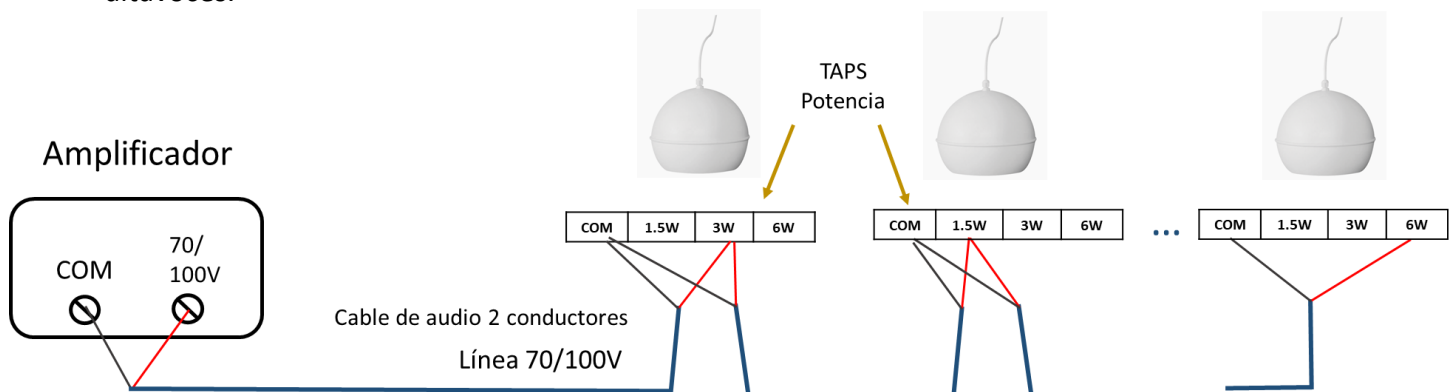 TAPS
Potencia
Amplificador
COM
70/
100V
COM 1.5W 3W 6W
COM 1.5W 3W 6W
...
COM 1.5W 3W 6W
Cable de audio 2 conductores
Línea 70/100V